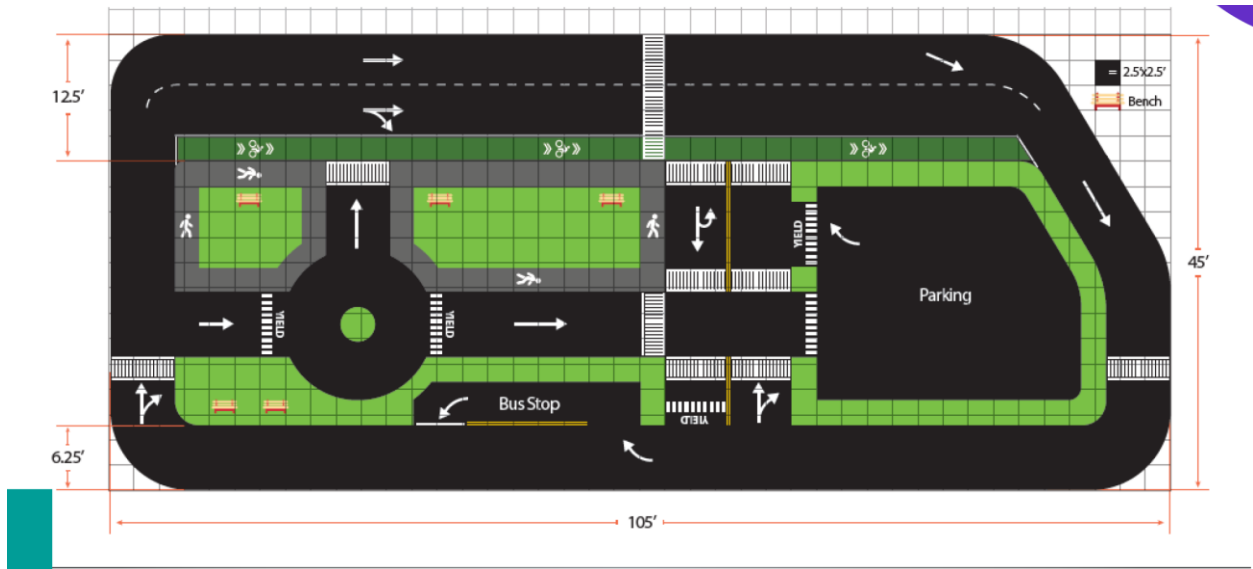 12.5'
= 2.5'x2.5'
Bench
YIELD
45'
Parking
YIELD
YIELD
Bus Stop
YIELD
6.25'
105'